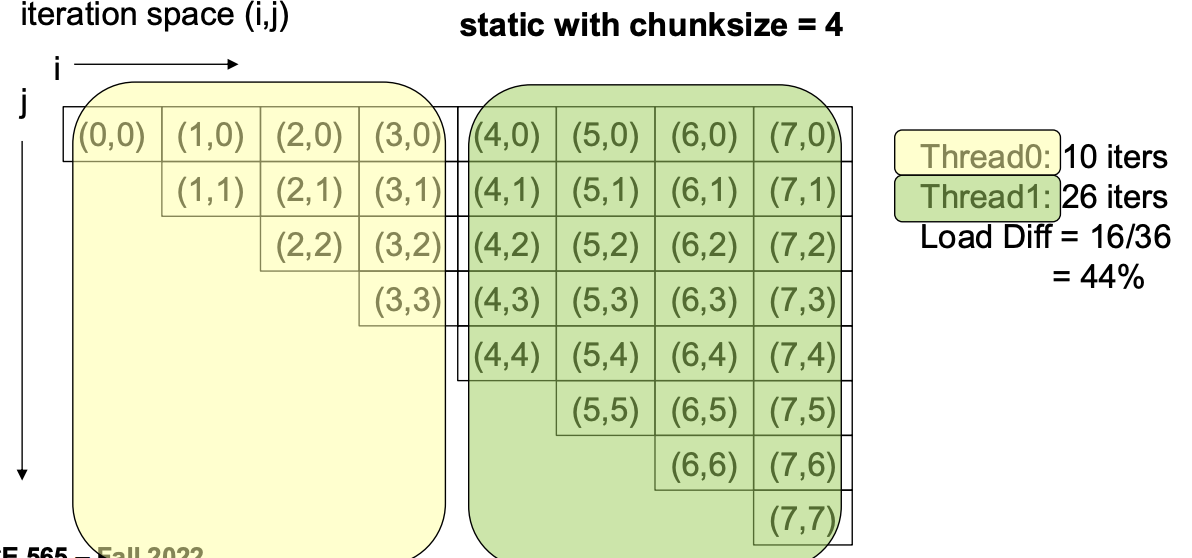 iteration space (i,j)
static with chunksize = 4
i
j
(0,0) (1,0) (2,0) (3,0) (4,0) (5,0) (6,0) (7,0)
(1,1) (2,1) (3,1) (4,1) (5,1) (6,1) (7,1)
(2,2) (3,2) (4,2) (5,2) (6,2) (7,2)
(3,3) (4,3) (5,3) (6,3) (7,3)
(4,4) (5,4) (6,4) (7,4)
(5,5) (6,5) (7,5)
(6,6) (7,6)
(7,7)
Thread0: 10 iters
Thread1: 26 iters
Load Diff = 16/36
= 44%
565 – Fall 2022